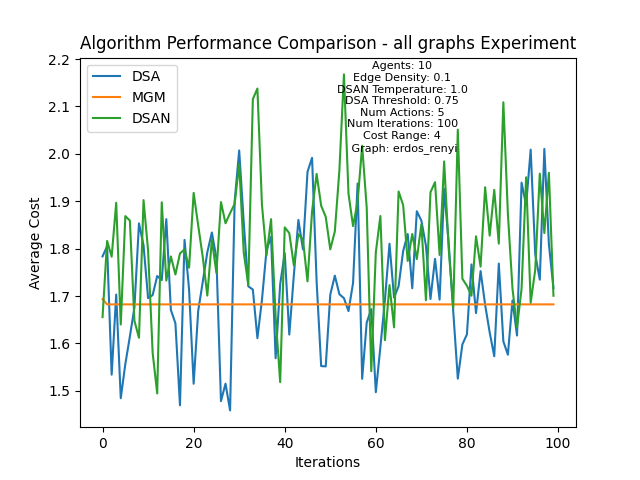 Algorithm Performance Comparison - all graphs Experiment
DSA
MGM
DSAN
Agents: 10
Edge Density: 0.1
DSAN Temperature: 1.0
DSA Threshold: 0.75
Num Actions: 5
Num Iterations: 100
Cost Range: 4
Graph: erdos_renyi
Average Cost
2.2
2.1
2.0
1.9
1.8
1.7
1.6
1.5
0
20
40
60
80
100
Iterations